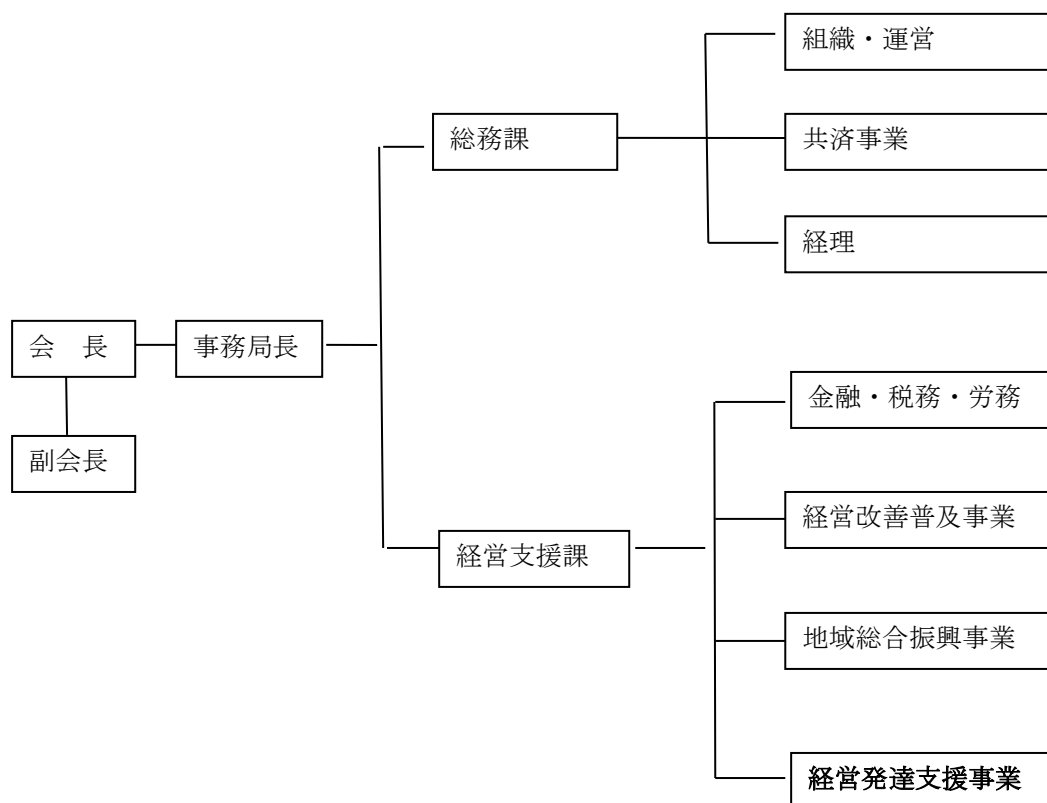 組織・運営
総務課
共済事業
経理
会　長
事務局長
副会長
金融・税務・労務
経営改善普及事業
経営支援課
地域総合振興事業
経営発達支援事業